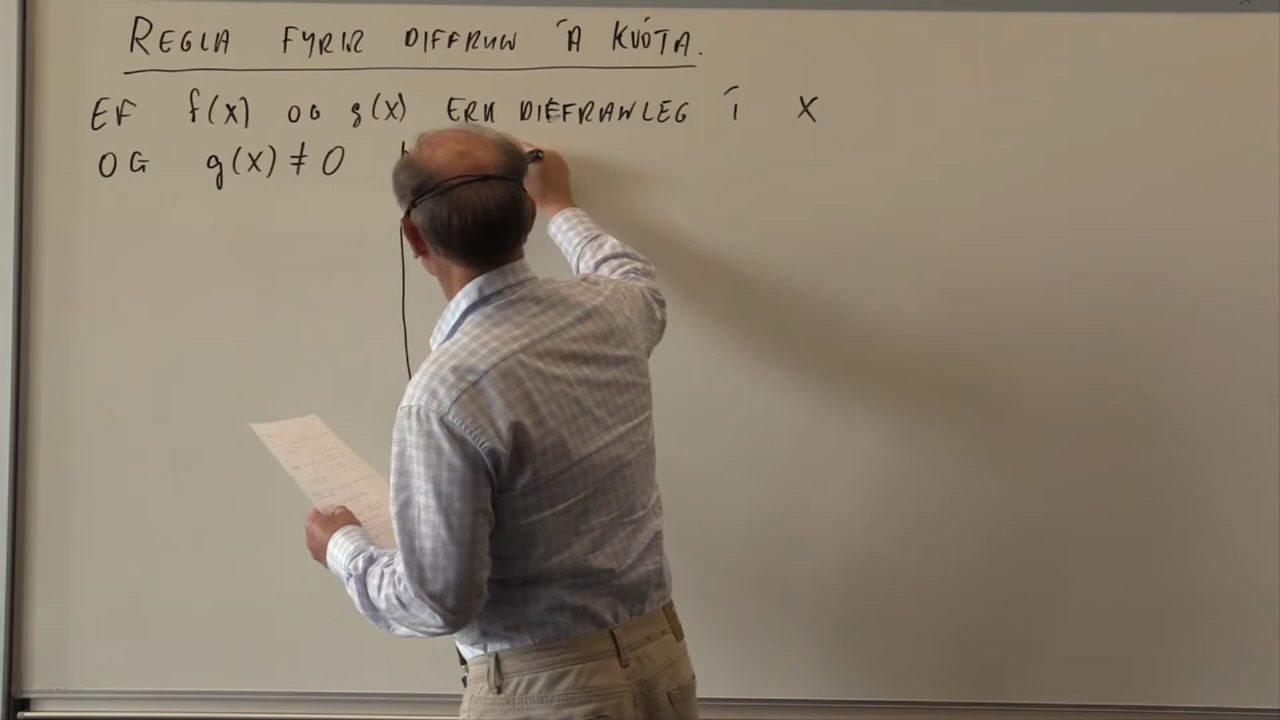 REGLA FYRIR DIFFRUN Á KVÓTA.
EF f(x) OG g(x) ERU DIFFRANLEG Í X
OG g(x) ≠ 0